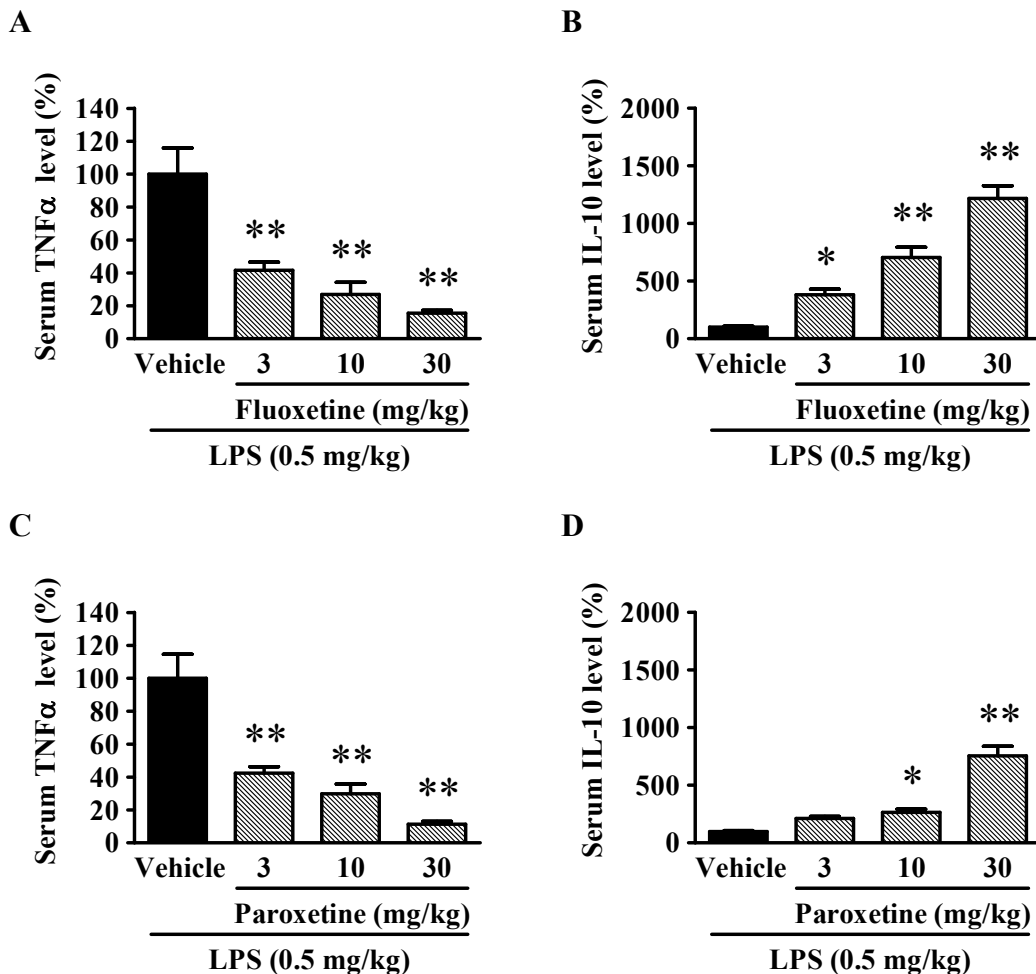 A
Serum TNFα level (%)
140
120
100
80
60
40
20
0
**
**
**
Vehicle 3 10 30
Fluoxetine (mg/kg)
LPS (0.5 mg/kg)
B
Serum IL-10 level (%)
2000
1500
1000
500
0
*
**
**
Vehicle 3 10 30
Fluoxetine (mg/kg)
LPS (0.5 mg/kg)
C
Serum TNFα level (%)
140
120
100
80
60
40
20
0
**
**
**
Vehicle 3 10 30
Paroxetine (mg/kg)
LPS (0.5 mg/kg)
D
Serum IL-10 level (%)
2000
1500
1000
500
0
*
**
Vehicle 3 10 30
Paroxetine (mg/kg)
LPS (0.5 mg/kg)